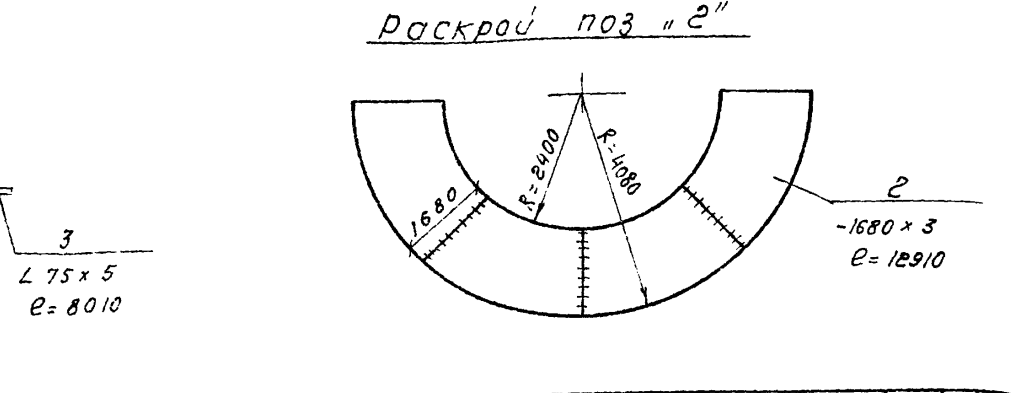 Раскрой поз „2"
R=2400
R=4080
1680
2
-1680 × 3
ℓ= 12910
3
∟ 75 × 5
ℓ= 8010